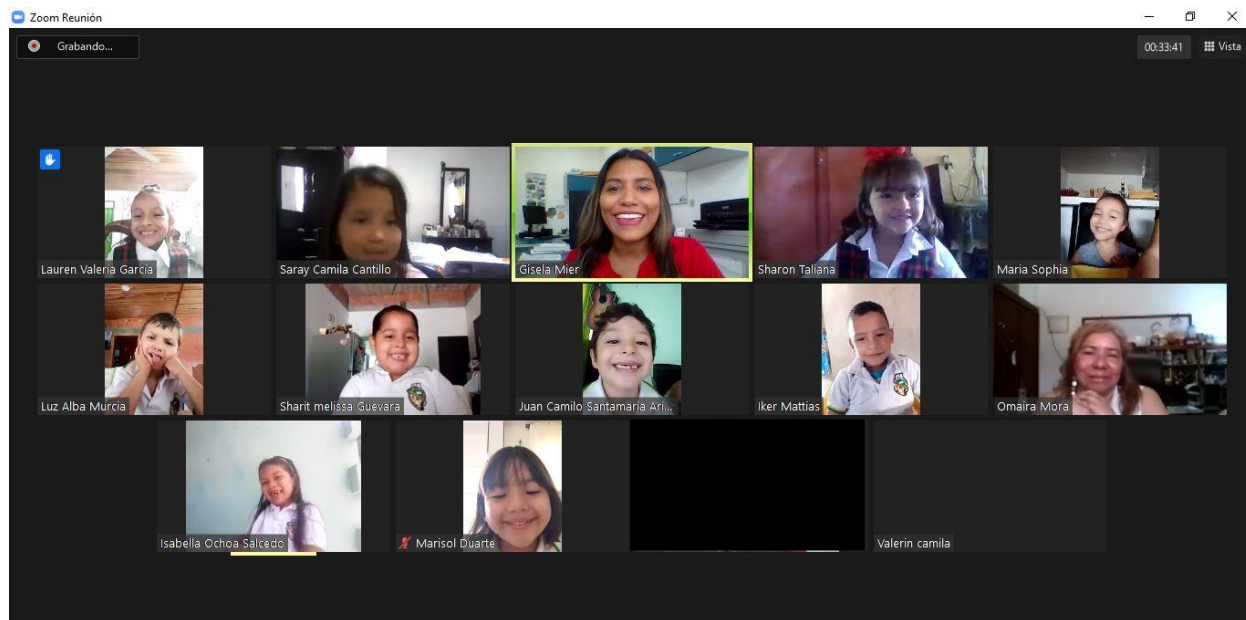 Zoom Reunión
Grabando...
00:33:41
Vista
Lauren Valeria García
Saray Camila Cantillo
Gisela Mier
Sharon Taliana
Maria Sophia
Luz Alba Murcia
Sharit melissa Guevara
Juan Camilo Santamaria Ari...
Iker Mattias
Omaira Mora
Isabella Ochoa Salcedo
Marisol Duarte
Valerin camila